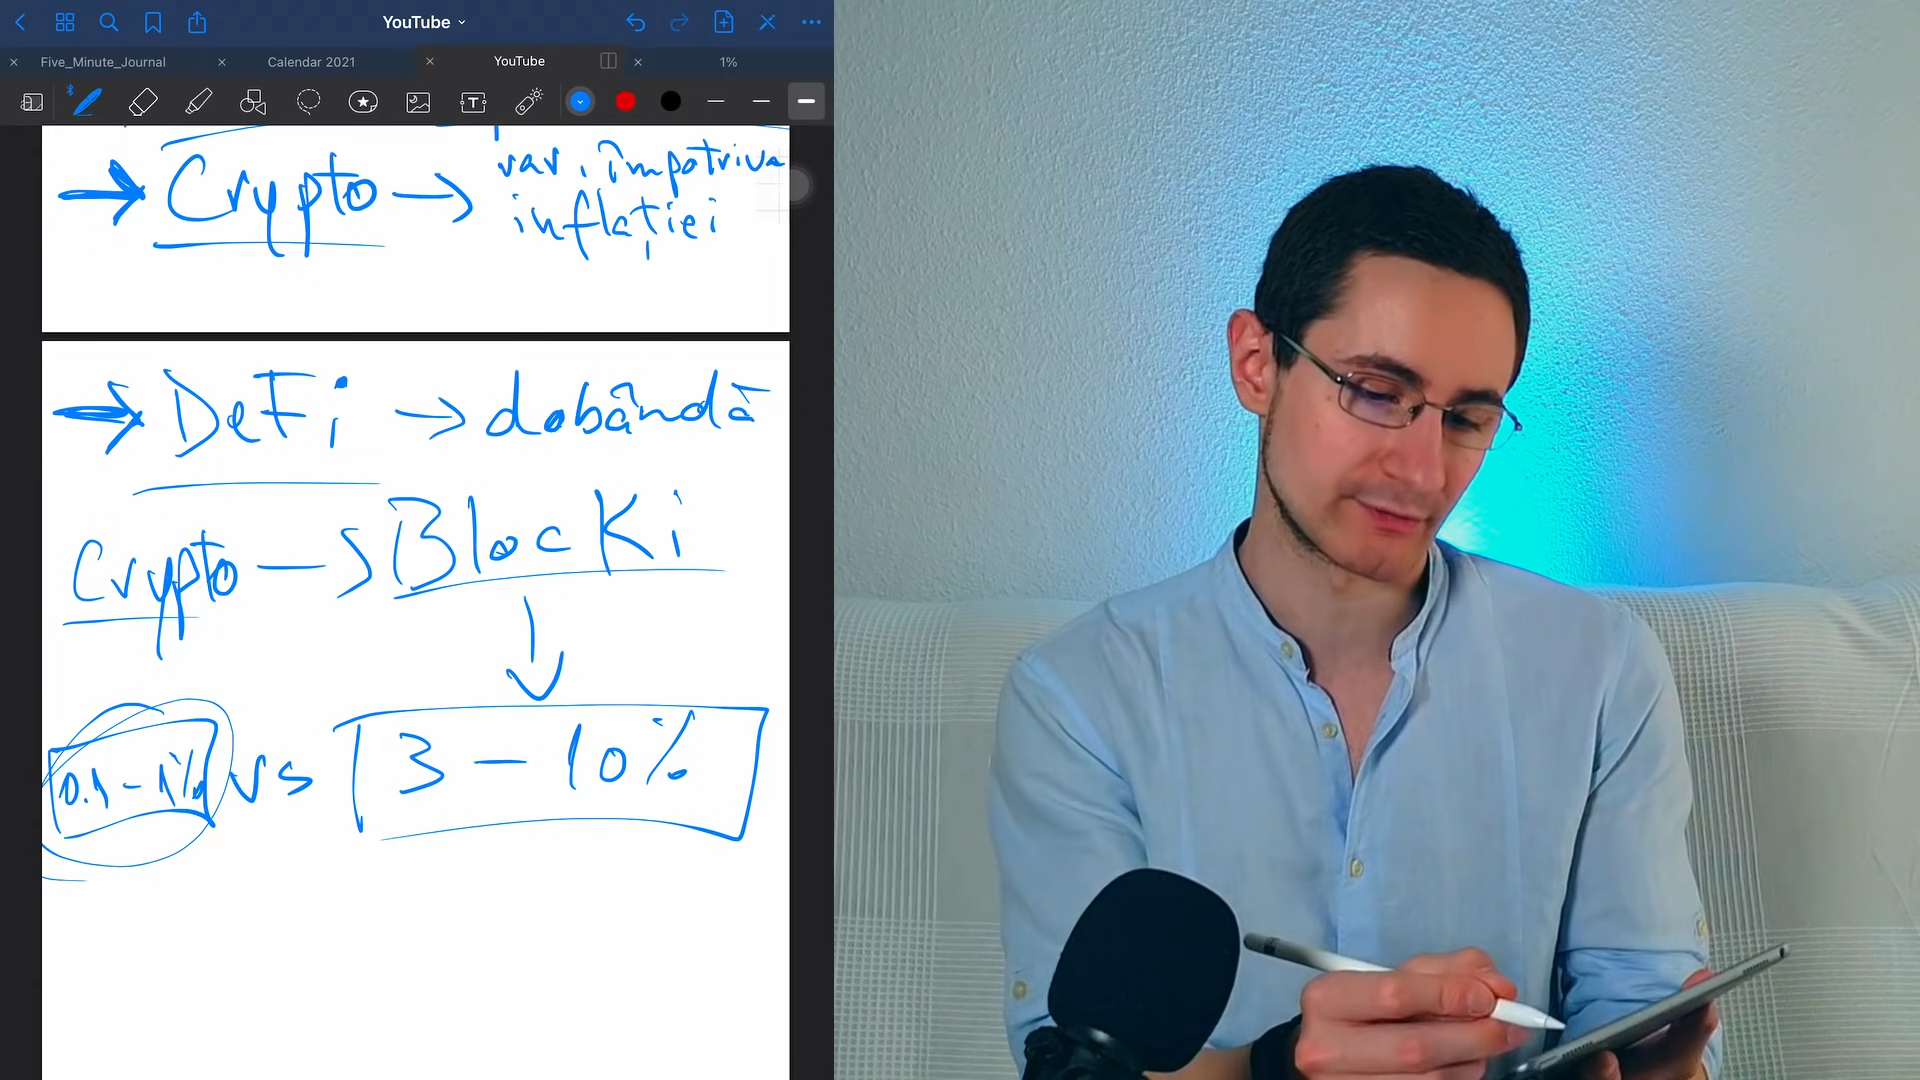 YouTube
Five_Minute_Journal
Calendar 2021
YouTube
1%
T
→ Crypto → var. împotriva
inflației
→ DeFi → dobândă
Crypto → BlocKi
0.1 - 1% vs 3 - 10%